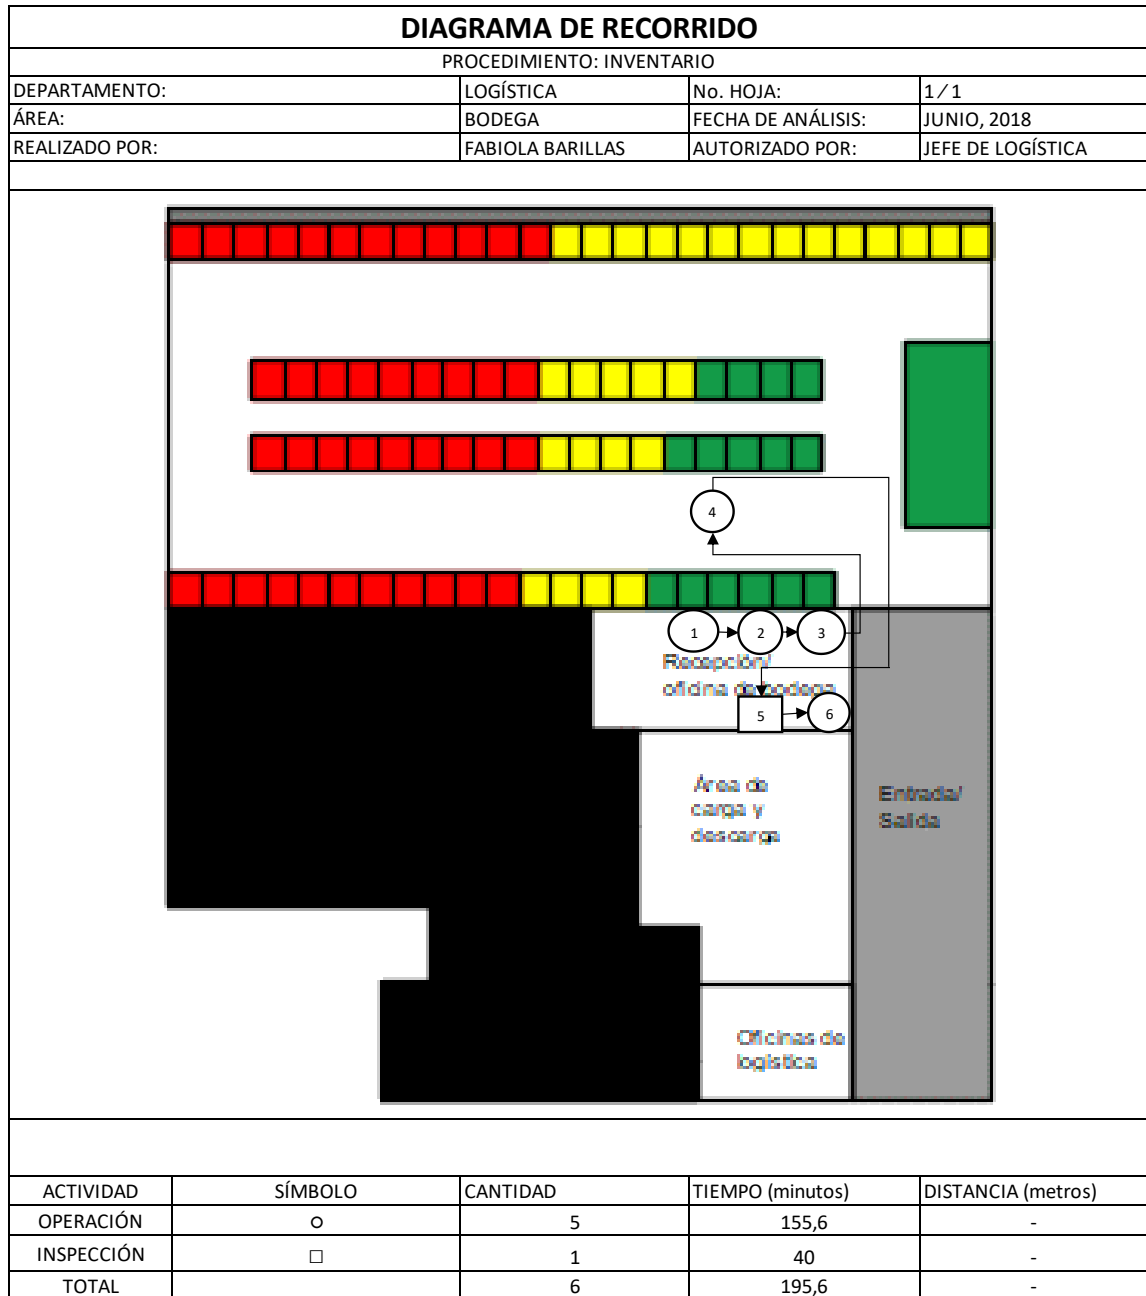 DIAGRAMA DE RECORRIDO
PROCEDIMIENTO: INVENTARIO
DEPARTAMENTO: LOGÍSTICA No. HOJA: 1 ∕ 1
ÁREA: BODEGA FECHA DE ANÁLISIS: JUNIO, 2018
REALIZADO POR: FABIOLA BARILLAS AUTORIZADO POR: JEFE DE LOGÍSTICA
4
1 2 3
Recepción/
oficina de bodega
5 6
Área de
carga y
descarga
Entrada/
Salida
Oficinas de
logística
ACTIVIDAD SÍMBOLO CANTIDAD TIEMPO (minutos) DISTANCIA (metros)
OPERACIÓN ○ 5 155,6 -
INSPECCIÓN □ 1 40 -
TOTAL 6 195,6 -